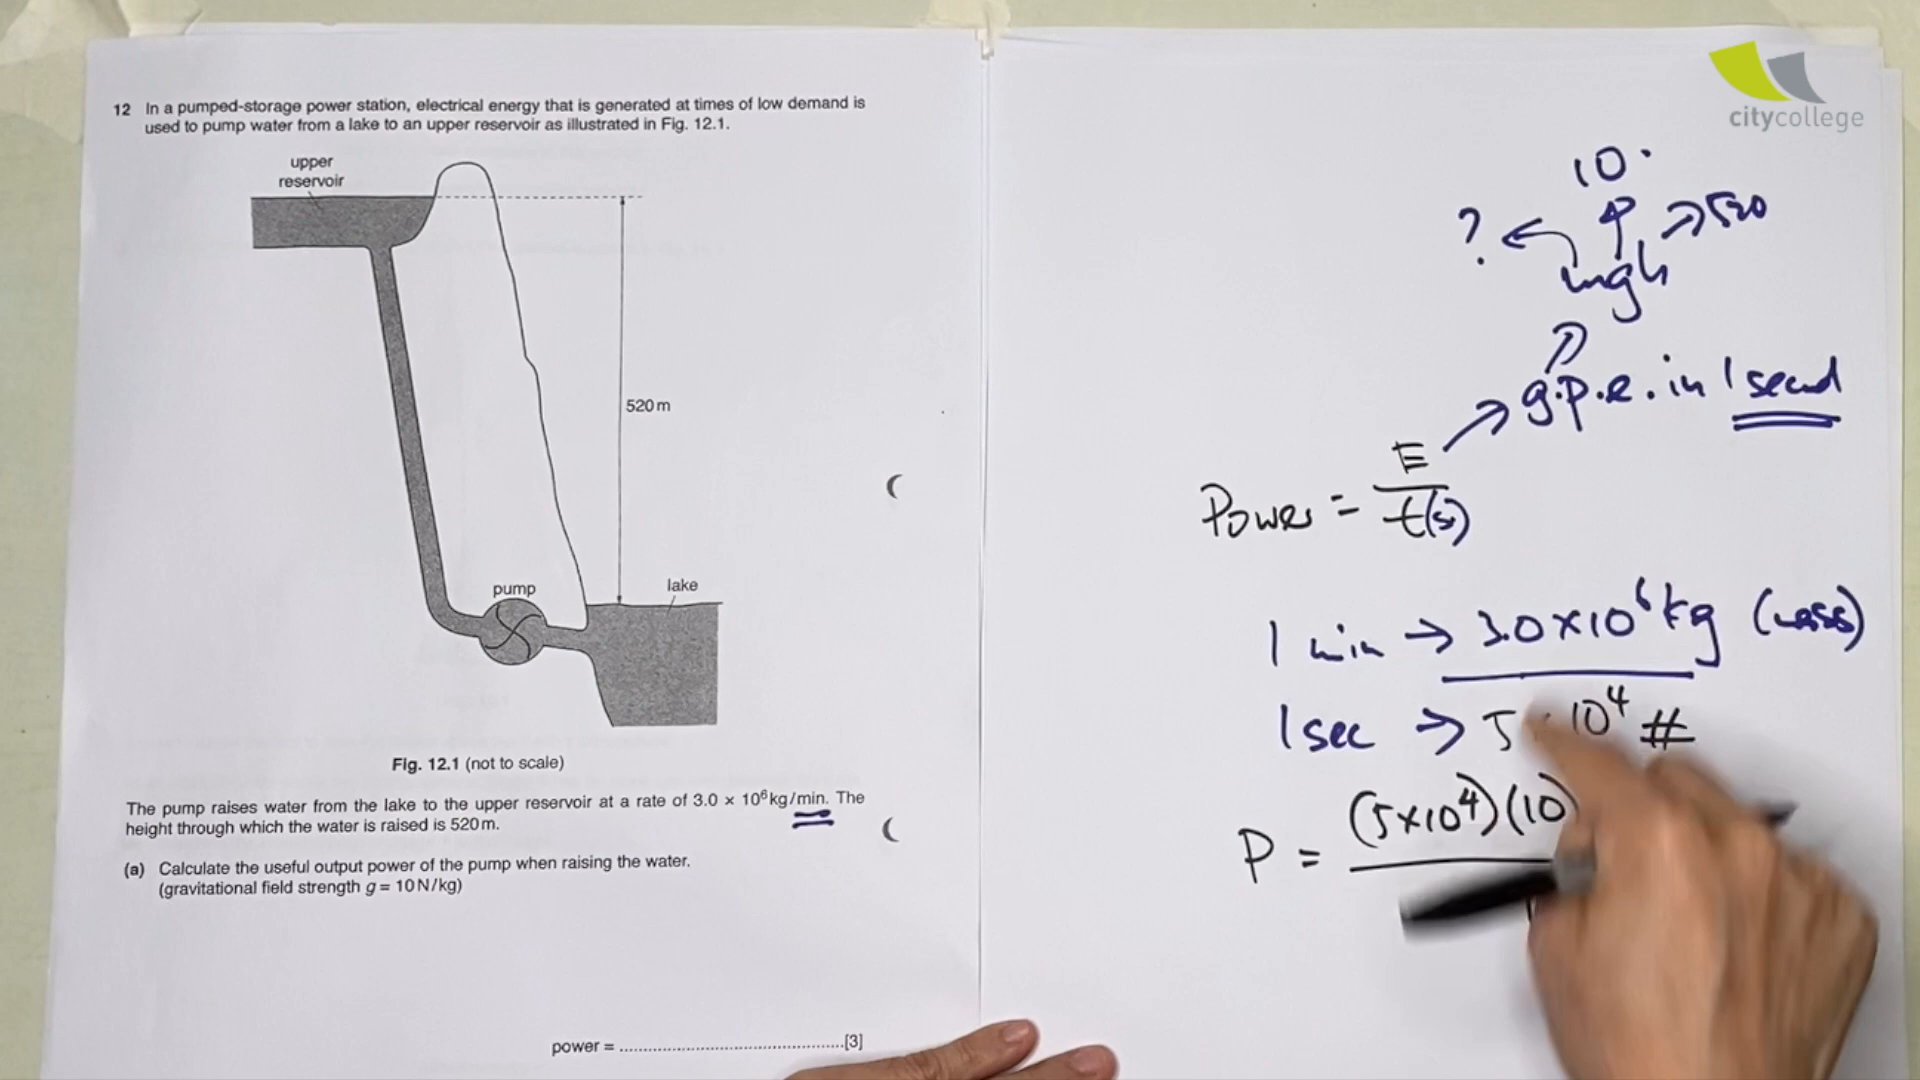 12 In a pumped-storage power station, electrical energy that is generated at times of low demand is
used to pump water from a lake to an upper reservoir as illustrated in Fig. 12.1.
upper
reservoir
520 m
pump
lake
Fig. 12.1 (not to scale)
The pump raises water from the lake to the upper reservoir at a rate of 3.0 × 10⁶ kg/min. The
height through which the water is raised is 520 m.
(a) Calculate the useful output power of the pump when raising the water.
(gravitational field strength g = 10 N/kg)
power = ................................................[3]
citycollege
10
? mgh 520
g.p.e. in 1 second
Power = E
t(s)
1 min → 3.0×10⁶ kg (mass)
1 sec → 5 10⁴ #
P = (5×10⁴)(10)